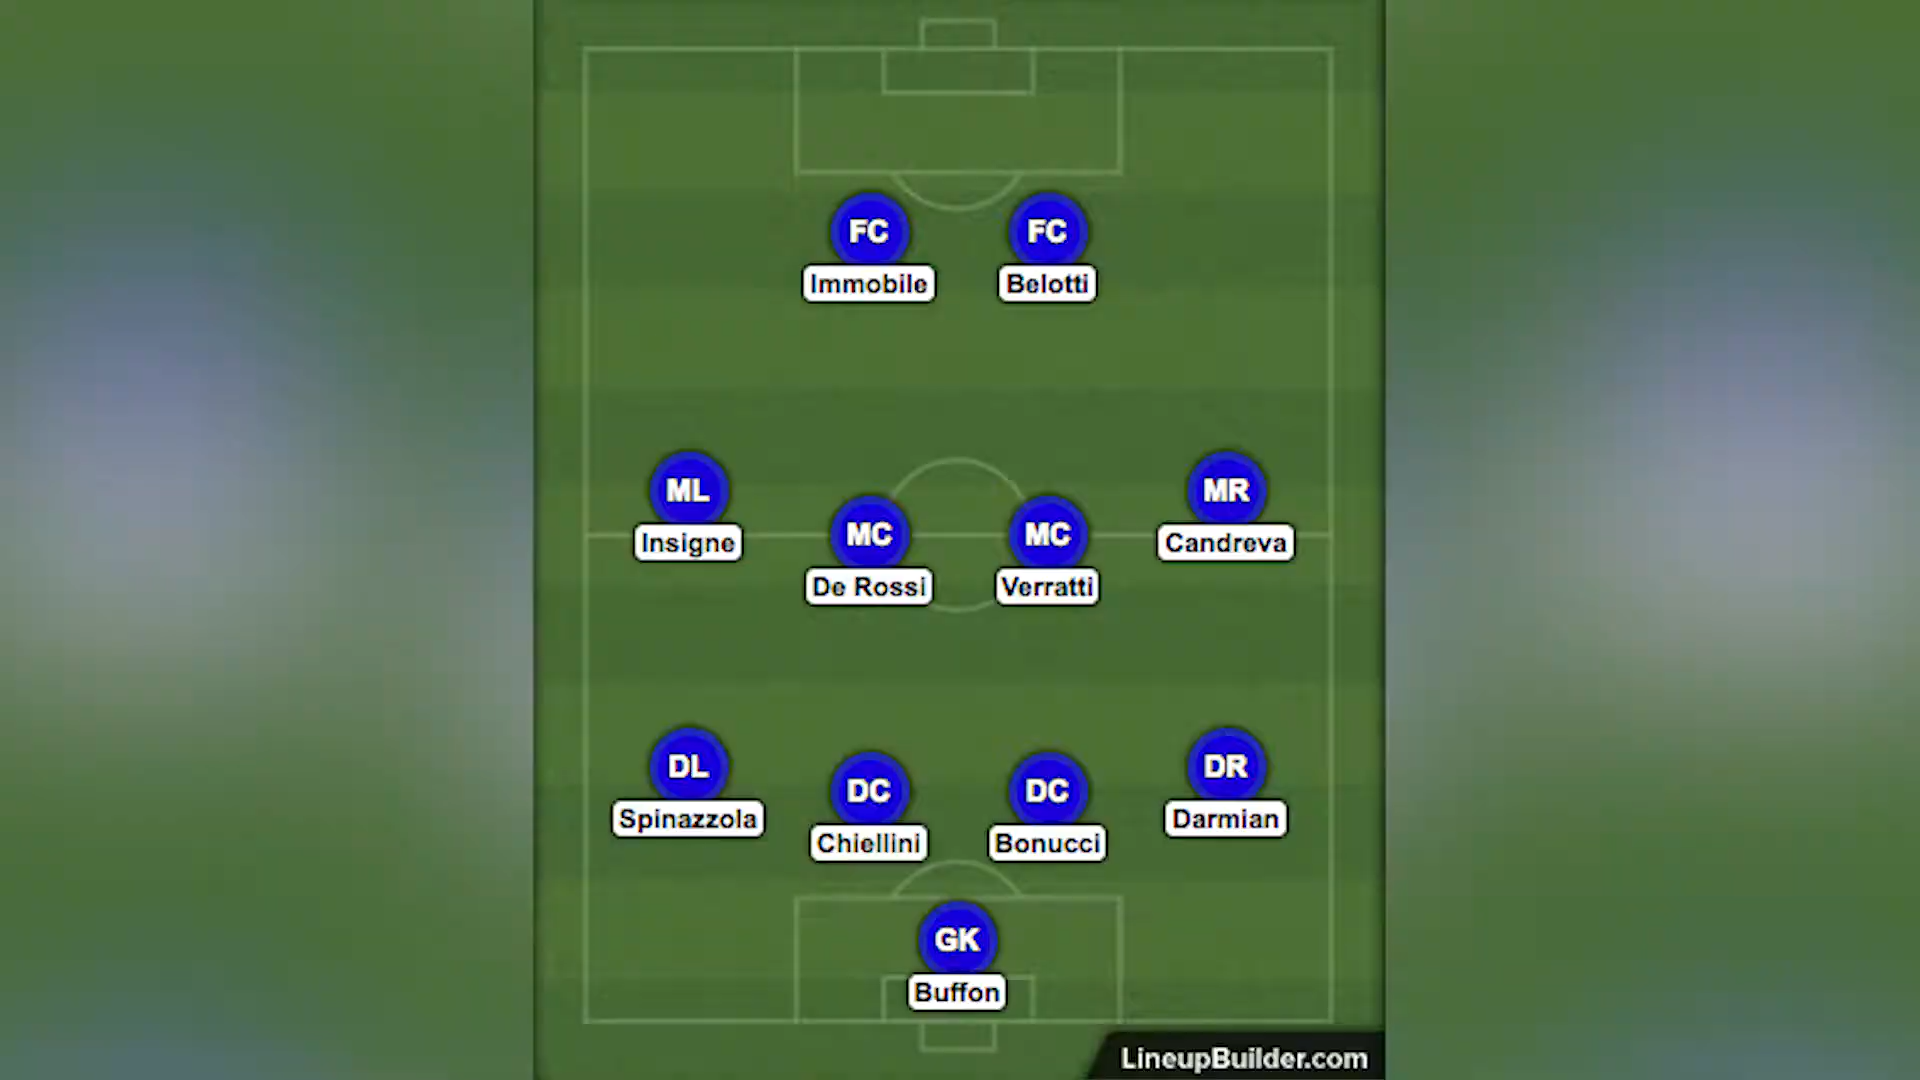 FC
FC
Immobile
Belotti
ML
MR
Insigne
Candreva
MC
MC
De Rossi
Verratti
DL
DR
Spinazzola
Darmian
DC
DC
Chiellini
Bonucci
GK
Buffon
LineupBuilder.com